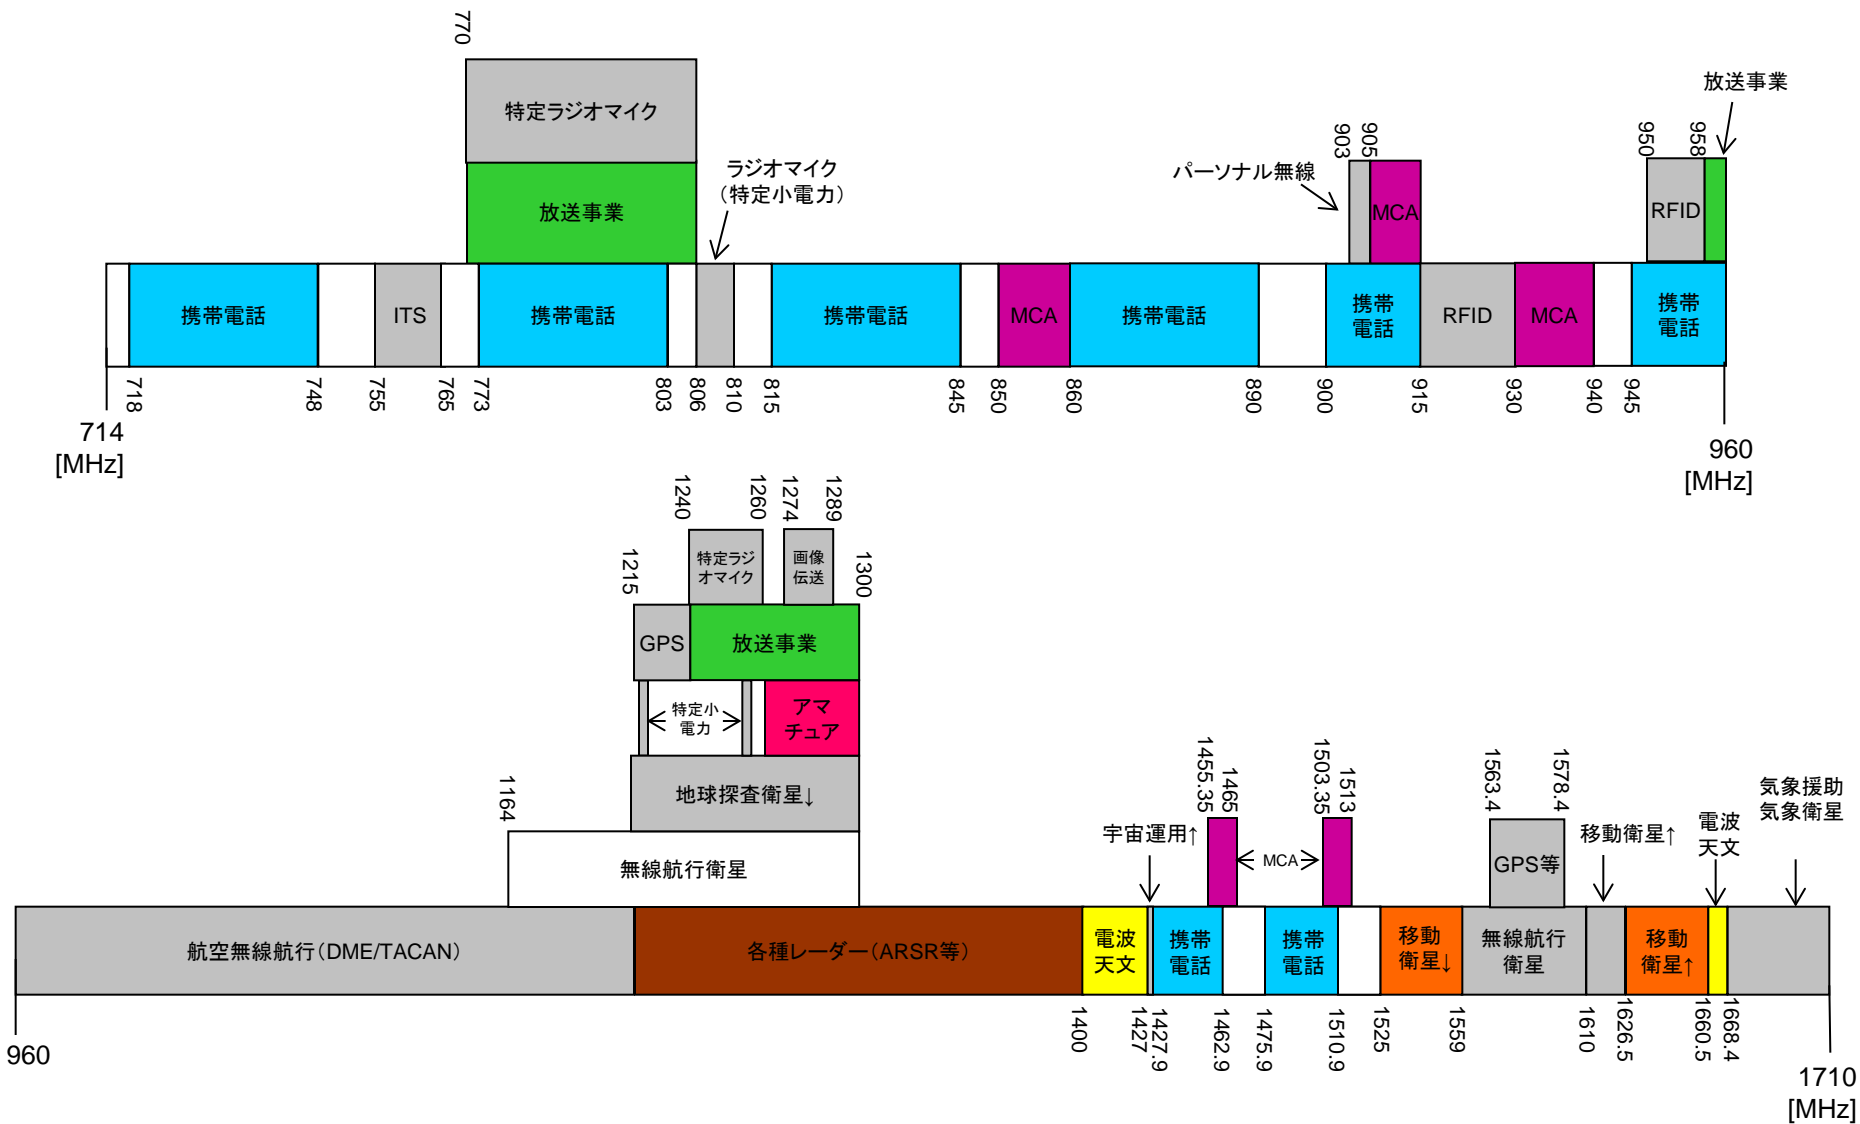 770
特定ラジオマイク
放送事業
ラジオマイク
（特定小電力）
パーソナル無線
903
905
MCA
950
958
RFID
放送事業
携帯電話
ITS
携帯電話
携帯電話
MCA
携帯電話
携帯
電話
RFID
MCA
携帯
電話
718
748
755
765
773
803
806
810
815
845
850
860
890
900
915
930
940
945
714
[MHz]
960
[MHz]
1215
1240
1260
1274
1289
1300
特定ラジ
オマイク
画像
伝送
GPS
放送事業
特定小
電力
アマ
チュア
地球探査衛星↓
1164
無線航行衛星
宇宙運用↑
1455.35
1465
MCA
1503.35
1513
1563.4
1578.4
GPS等
移動衛星↑
電波
天文
気象援助
気象衛星
航空無線航行（DME/TACAN）
各種レーダー（ARSR等）
電波
天文
携帯
電話
携帯
電話
移動
衛星↓
無線航行
衛星
移動
衛星↑
1400
1427
1427.9
1462.9
1475.9
1510.9
1525
1559
1610
1626.5
1660.5
1668.4
960
1710
[MHz]